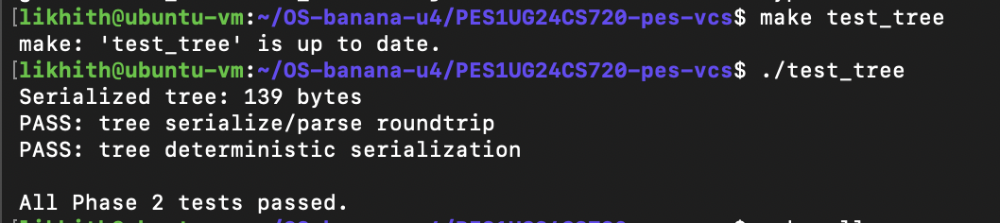 [likhith@ubuntu-vm:~/OS-banana-u4/PES1UG24CS720-pes-vcs$ make test_tree
make: 'test_tree' is up to date.
[likhith@ubuntu-vm:~/OS-banana-u4/PES1UG24CS720-pes-vcs$ ./test_tree
Serialized tree: 139 bytes
PASS: tree serialize/parse roundtrip
PASS: tree deterministic serialization
All Phase 2 tests passed.